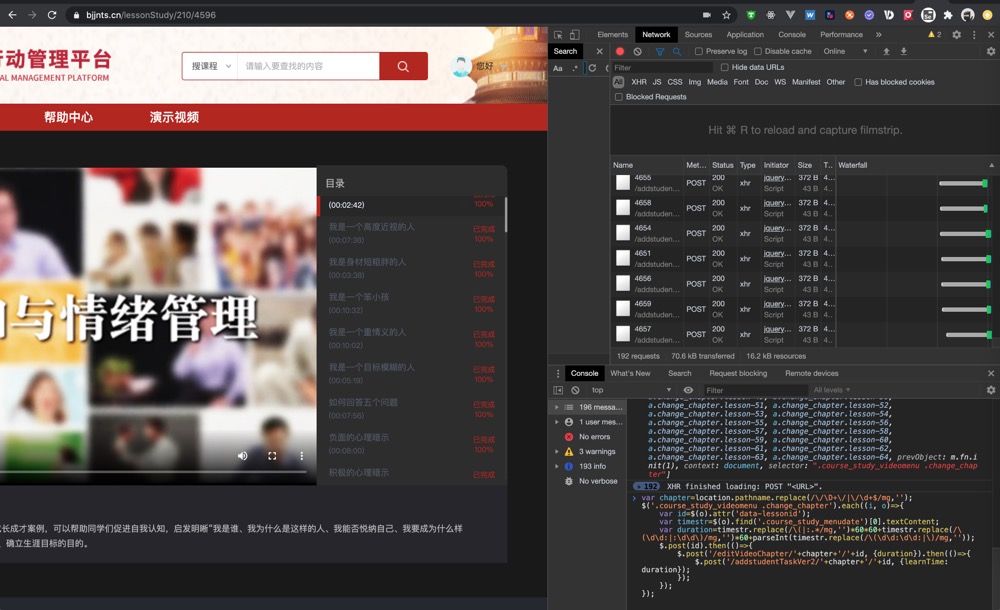 bjjnts.cn/lessonStudy/210/4596
行动管理平台
AL MANAGEMENT PLATFORM
搜课程
请输入要查找的内容
您好
帮助中心
演示视频
目录
(00:02:42)
100%
我是一个高度近视的人
(00:07:38)
已完成
100%
我是身材短粗胖的人
(00:03:36)
已完成
100%
我是一个笨小孩
(00:10:32)
已完成
100%
我是一个重情义的人
(00:10:02)
已完成
100%
我是一个目标模糊的人
(00:05:19)
已完成
100%
如何回答五个问题
(00:07:56)
已完成
100%
负面的心理暗示
(00:09:00)
已完成
100%
积极的心理暗示
已完成
与情绪管理
长成才案例，可以帮助同学们促进自我认知，启发明晰"我是谁、我为什么是这样的人、我能否悦纳自己、我要成为什么样
确立生涯目标的目的。
Elements Network Sources Application Console Performance » 2
Search
Preserve log Disable cache Online
Aa .*
Filter Hide data URLs
All XHR JS CSS Img Media Font Doc WS Manifest Other Has blocked cookies
Blocked Requests
Hit ⌘ R to reload and capture filmstrip.
Name Met... Status Type Initiator Size T... Waterfall
4655 200 jquery... 372 B 4...
/addstuden... POST OK xhr Script 43 B
4658 200 jquery... 372 B 4...
/addstuden... POST OK xhr Script 43 B
4654 200 jquery... 372 B 4...
/addstuden... POST OK xhr Script 43 B
4651 200 jquery... 372 B 4...
/addstuden... POST OK xhr Script 43 B
4656 200 jquery... 372 B 4...
/addstuden... POST OK xhr Script 43 B
4659 200 jquery... 372 B 4...
/addstuden... POST OK xhr Script 43 B
4657 200 jquery... 372 B 4...
/addstuden... POST OK xhr Script 43 B
192 requests 70.6 kB transferred 16.2 kB resources
Console What's New Search Request blocking Remote devices
top Filter All levels
196 messa...
1 user mes...
No errors
3 warnings
193 info
No verbose
a.change_chapter.lesson-51, a.change_chapter.lesson-52,
a.change_chapter.lesson-53, a.change_chapter.lesson-54,
a.change_chapter.lesson-55, a.change_chapter.lesson-56,
a.change_chapter.lesson-57, a.change_chapter.lesson-58,
a.change_chapter.lesson-59, a.change_chapter.lesson-60,
a.change_chapter.lesson-61, a.change_chapter.lesson-62,
a.change_chapter.lesson-63, a.change_chapter.lesson-64, prevObject: m.fn.i
nit(1), context: document, selector: ".course_study_videomenu .change_chap
ter"]
192 XHR finished loading: POST "<URL>".
var chapter=location.pathname.replace(/\/\D+\/|\/\d+$/mg,'');
$('.course_study_videomenu .change_chapter').each((i, o)=>{
var id=$(o).attr('data-lessonid');
var timestr=$(o).find('.course_study_menudate')[0].textContent;
var duration=timestr.replace(/\(|:.*/mg,'')*60*60+timestr.replace(/\
(\d\d:|:\d\d\)/mg,'')*60+parseInt(timestr.replace(/\(\d\d:\d\d:|\)/mg,''));
$.post(id).then(()=>{
$.post('/editVideoChapter/'+chapter+'/'+id, {duration}).then(()=>{
$.post('/addstudentTaskVer2/'+chapter+'/'+id, {learnTime:
duration});
});
});
});